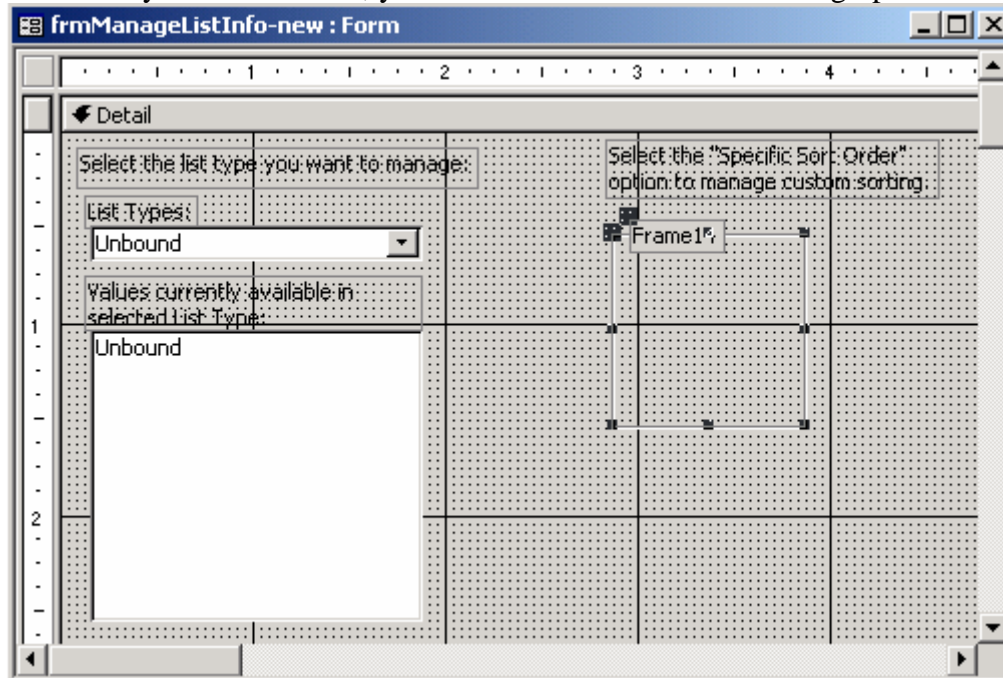 frmManageListInfo-new : Form
1 2 3 4
Detail
Select the list type you want to manage:
Select the "Specific Sort Order"
option to manage custom sorting.
List Types:
Unbound
Values currently available in
selected List Type:
Unbound
1
2